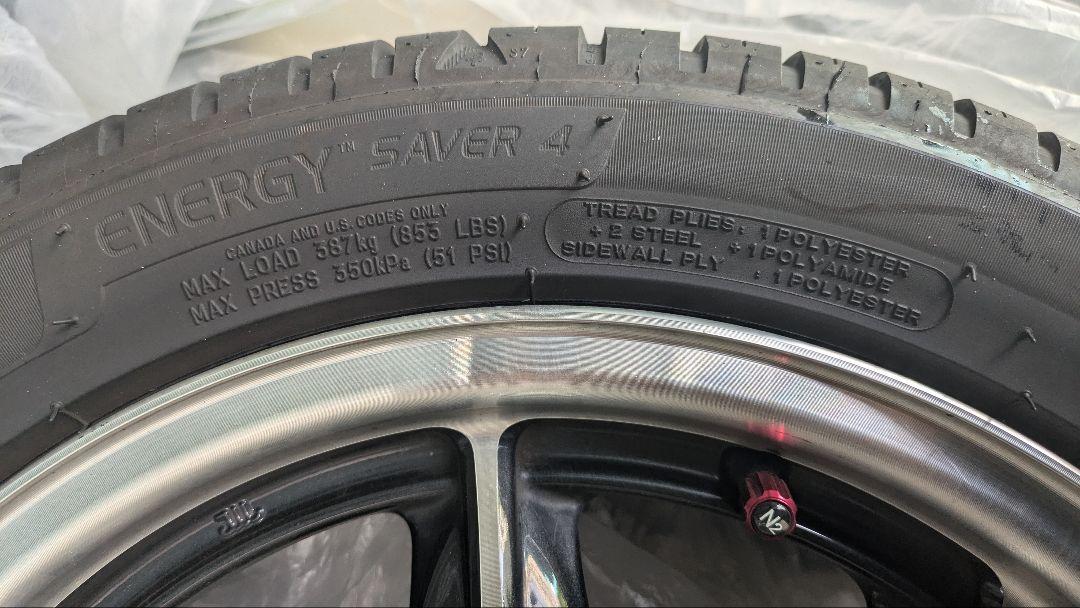 ENERGY™ SAVER 4
CANADA AND U.S. CODES ONLY
MAX LOAD 387kg (853 LBS)
MAX PRESS 350kPa (51 PSI)
TREAD PLIES: 1 POLYESTER
+ 2 STEEL + 1 POLYAMIDE
SIDEWALL PLY : 1 POLYESTER
N2